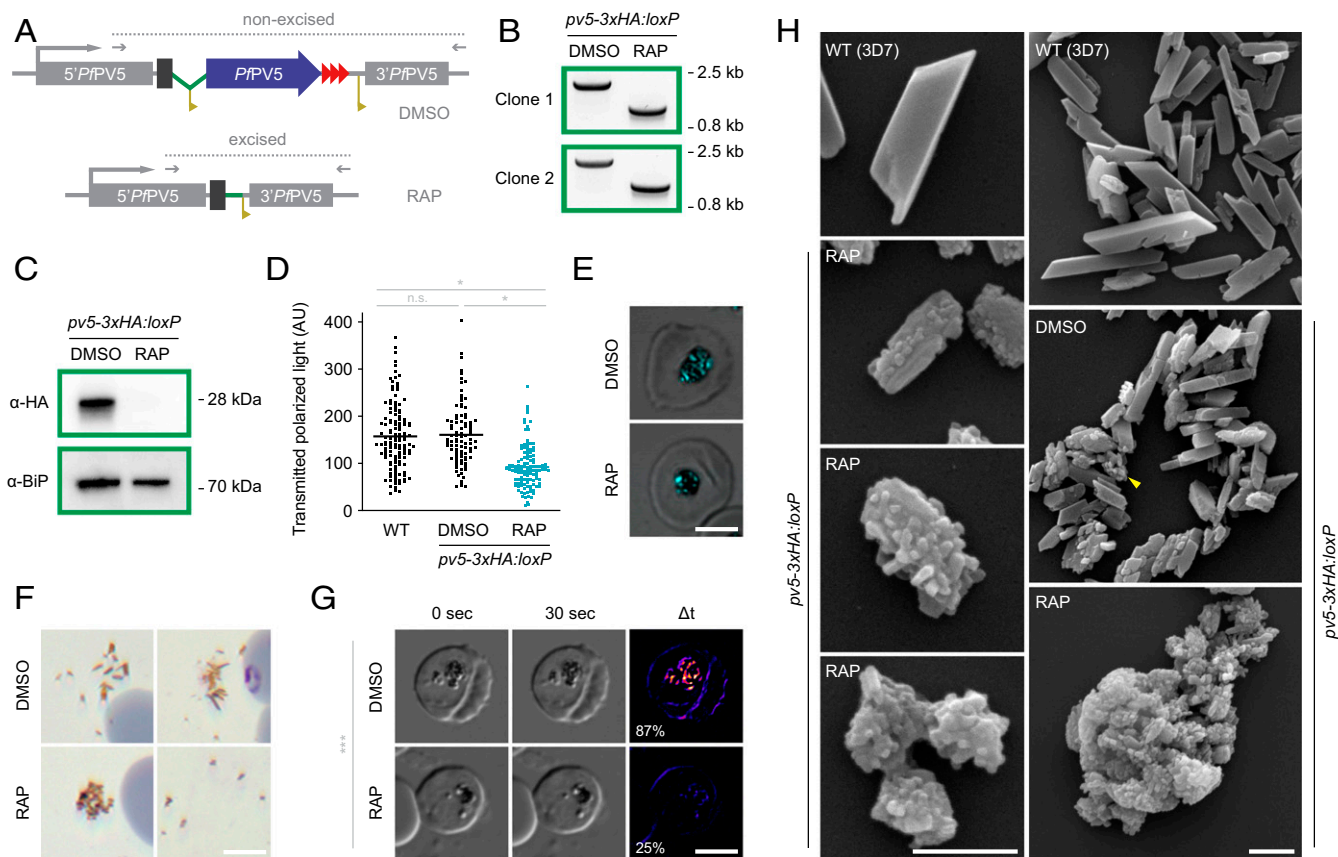 A
non-excised
5'PfPV5
PfPV5
3'PfPV5
DMSO
excised
5'PfPV5
3'PfPV5
RAP
B
pv5-3xHA:loxP
DMSO RAP
Clone 1
- 2.5 kb
- 0.8 kb
Clone 2
- 2.5 kb
- 0.8 kb
C
pv5-3xHA:loxP
DMSO RAP
α-HA
- 28 kDa
α-BiP
- 70 kDa
D
Transmitted polarized light (AU)
400
300
200
100
0
*
n.s.
*
WT DMSO RAP
pv5-3xHA:loxP
E
DMSO
RAP
F
DMSO
RAP
G
0 sec 30 sec Δt
***
DMSO
87%
RAP
25%
H
WT (3D7)
RAP
RAP
RAP
pv5-3xHA:loxP
WT (3D7)
DMSO
RAP
pv5-3xHA:loxP